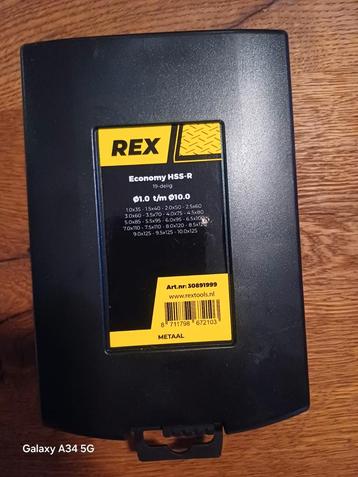 REX
Economy HSS-R
19-delig
Ø1.0 t/m Ø10.0
1.0x35 - 1.5x40 - 2.0x50 - 2.5x60
3.0x60 - 3.5x70 - 4.0x75 - 4.5x80
5.0x85 - 5.5x95 - 6.0x95 - 6.5x100
7.0x110 - 7.5x110 - 8.0x120 - 8.5x120
9.0x125 - 9.5x125 - 10.0x125
Art.nr: 30891999
www.rextools.nl
8 711798 672103
METAAL
Galaxy A34 5G